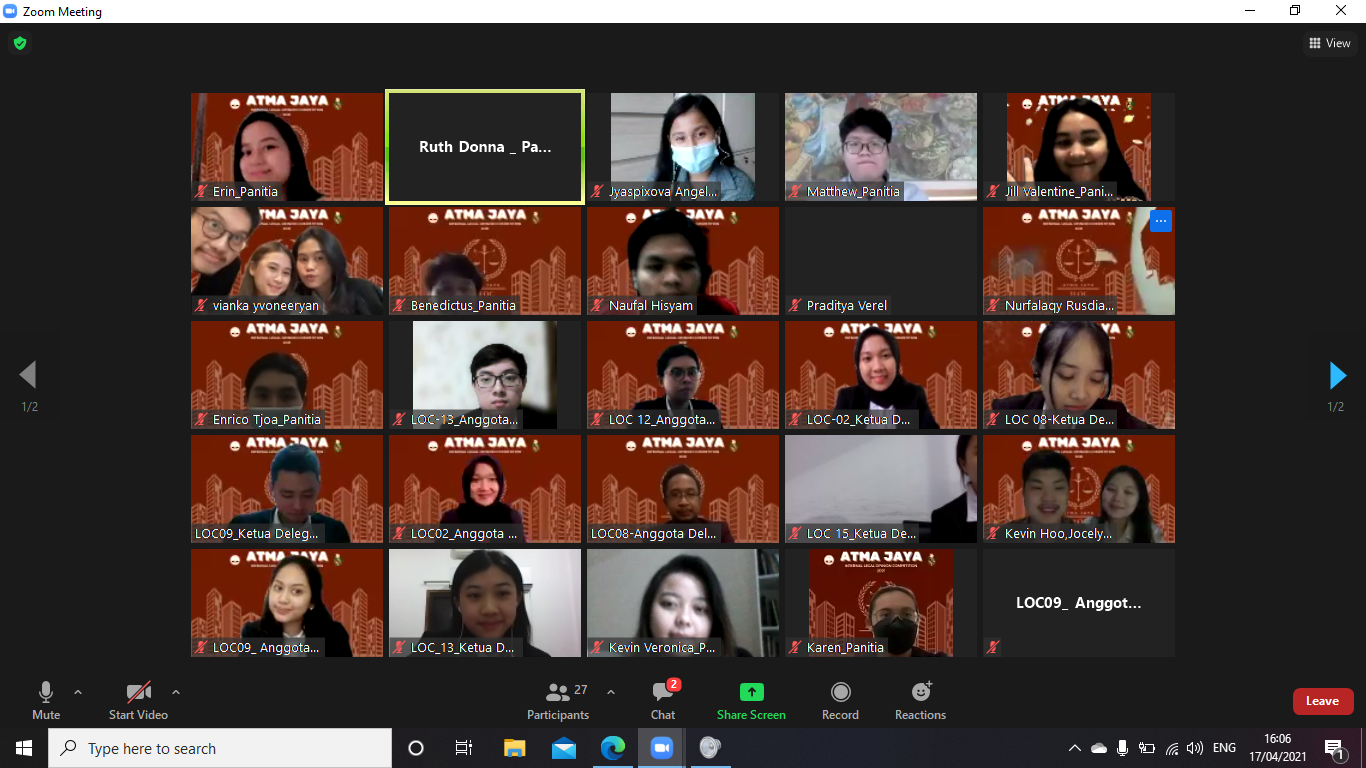 Zoom Meeting
View
ATMA JAYA
Erin_Panitia
Ruth Donna _ Pa...
Jyaspixova Angel...
Matthew_Panitia
ATMA JAYA
Jill Valentine_Pani...
ATMA JAYA
vianka yvoneeryan
ATMA JAYA
Benedictus_Panitia
ATMA JAYA
Naufal Hisyam
Praditya Verel
ATMA JAYA
...
Nurfalaqy Rusdia...
ATMA JAYA
Enrico Tjoa_Panitia
LOC-13_Anggota...
ATMA JAYA
LOC 12_Anggota...
ATMA JAYA
LOC-02_Ketua D...
ATMA JAYA
LOC 08-Ketua De...
1/2
1/2
ATMA JAYA
LOC09_Ketua Deleg...
ATMA JAYA
LOC02_Anggota ...
ATMA JAYA
LOC08-Anggota Del...
LOC 15_Ketua De...
ATMA JAYA
Kevin Hoo,Jocely...
ATMA JAYA
LOC09_ Anggota...
LOC_13_Ketua D...
Kevin Veronica_P...
ATMA JAYA
INTERNAL LEGAL OPINION COMPETITION
2021
Karen_Panitia
LOC09_ Anggot...
Mute
Start Video
27
Participants
2
Chat
Share Screen
Record
Reactions
Leave
Type here to search
ENG
16:06
17/04/2021
1